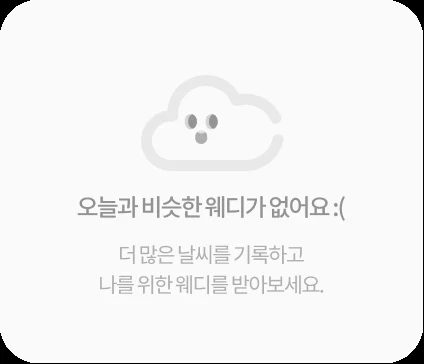 오늘과 비슷한 웨디가 없어요 :(
더 많은 날씨를 기록하고
나를 위한 웨디를 받아보세요.